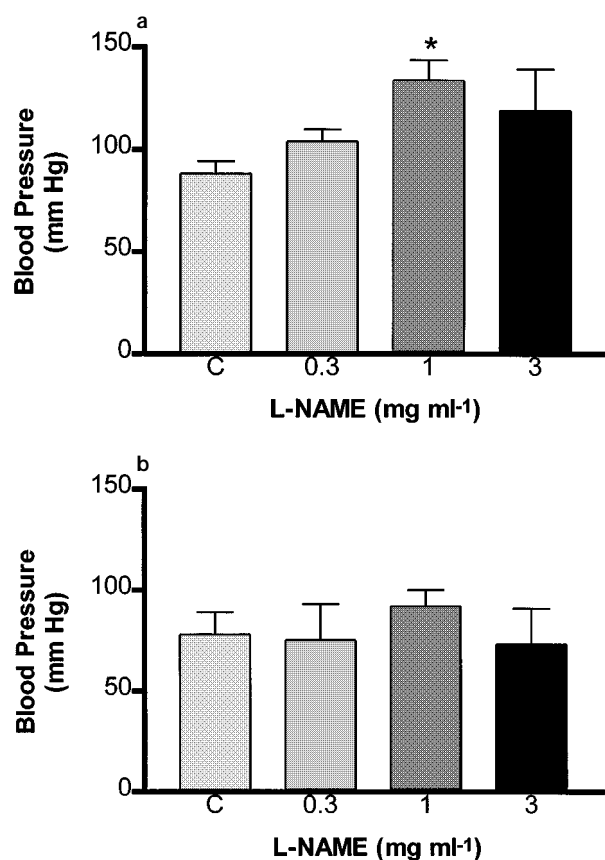 a
150
*
100
50
0
Blood Pressure
(mm Hg)
C 0.3 1 3
L-NAME (mg ml-1)
b
150
100
50
0
Blood Pressure
(mm Hg)
C 0.3 1 3
L-NAME (mg ml-1)